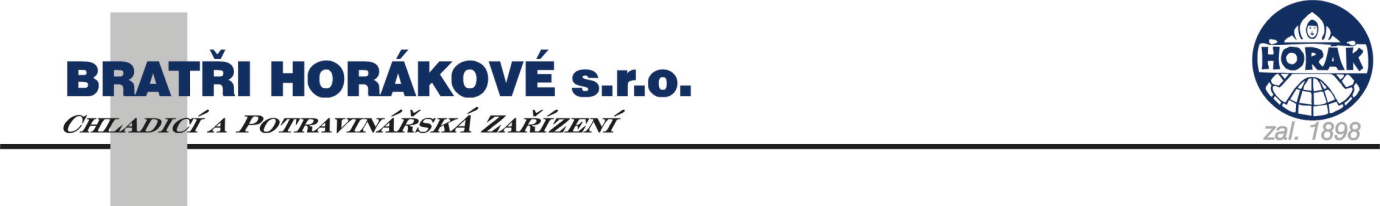 BRATŘI HORÁKOVÉ s.r.o.
CHLADICÍ A POTRAVINÁŘSKÁ ZAŘÍZENÍ
HORÁK
zal. 1898